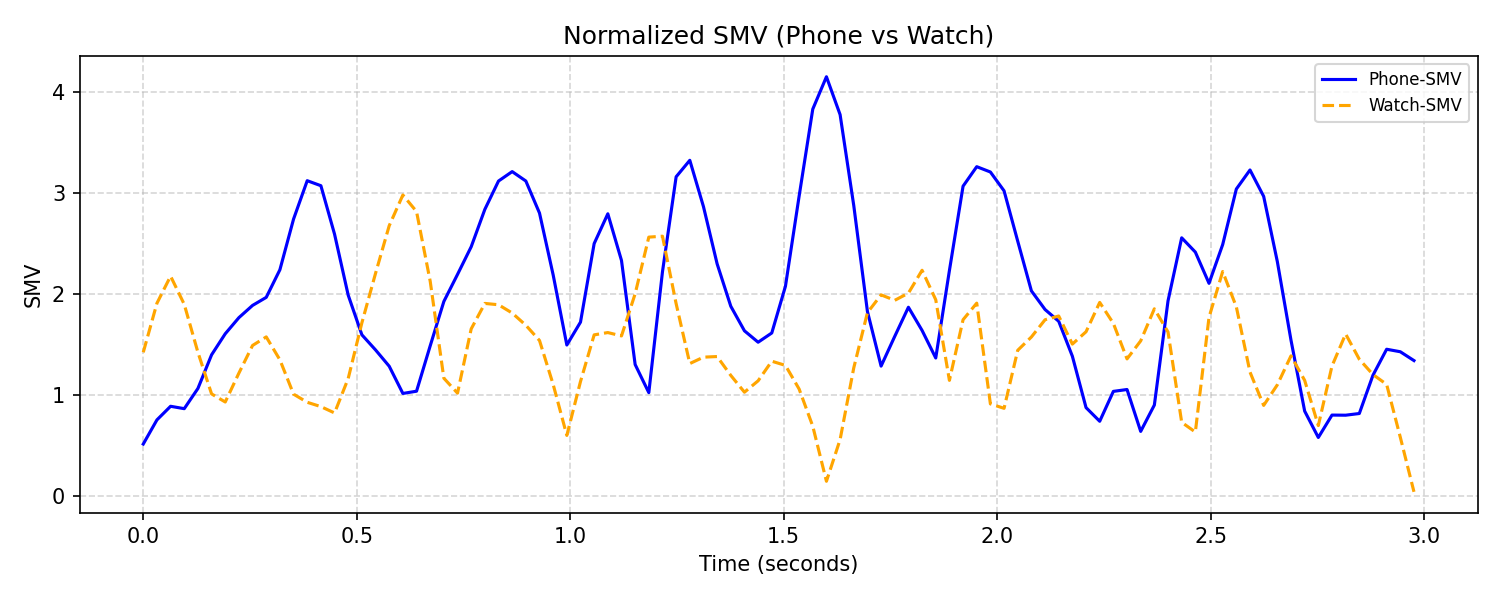 Normalized SMV (Phone vs Watch)
Phone-SMV
Watch-SMV
SMV
4
3
2
1
0
0.0 0.5 1.0 1.5 2.0 2.5 3.0
Time (seconds)